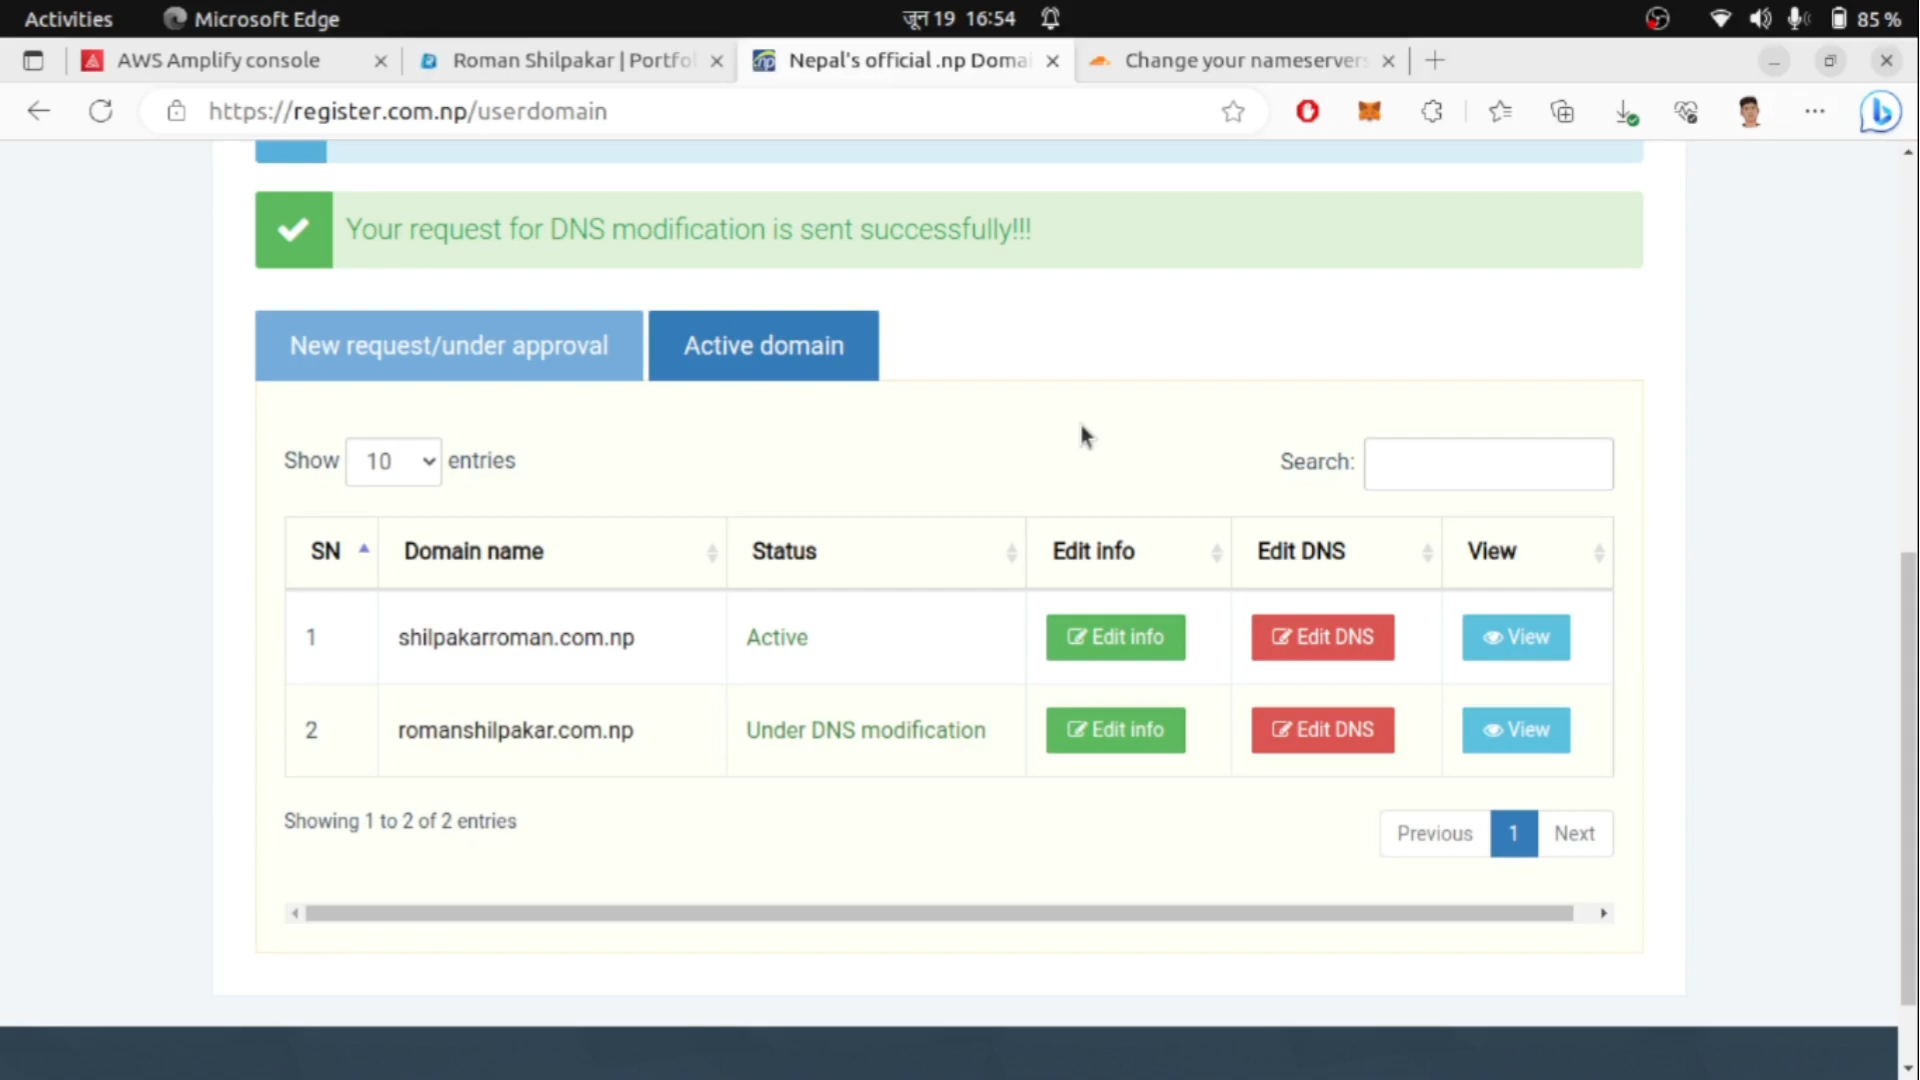 Activities Microsoft Edge जून 19 16:54 85 %
AWS Amplify console Roman Shilpakar | Portfol Nepal's official .np Domai Change your nameservers
https://register.com.np/userdomain
Your request for DNS modification is sent successfully!!!
New request/under approval Active domain
Show 10 entries Search:
SN Domain name Status Edit info Edit DNS View
1 shilpakarroman.com.np Active Edit info Edit DNS View
2 romanshilpakar.com.np Under DNS modification Edit info Edit DNS View
Showing 1 to 2 of 2 entries Previous 1 Next